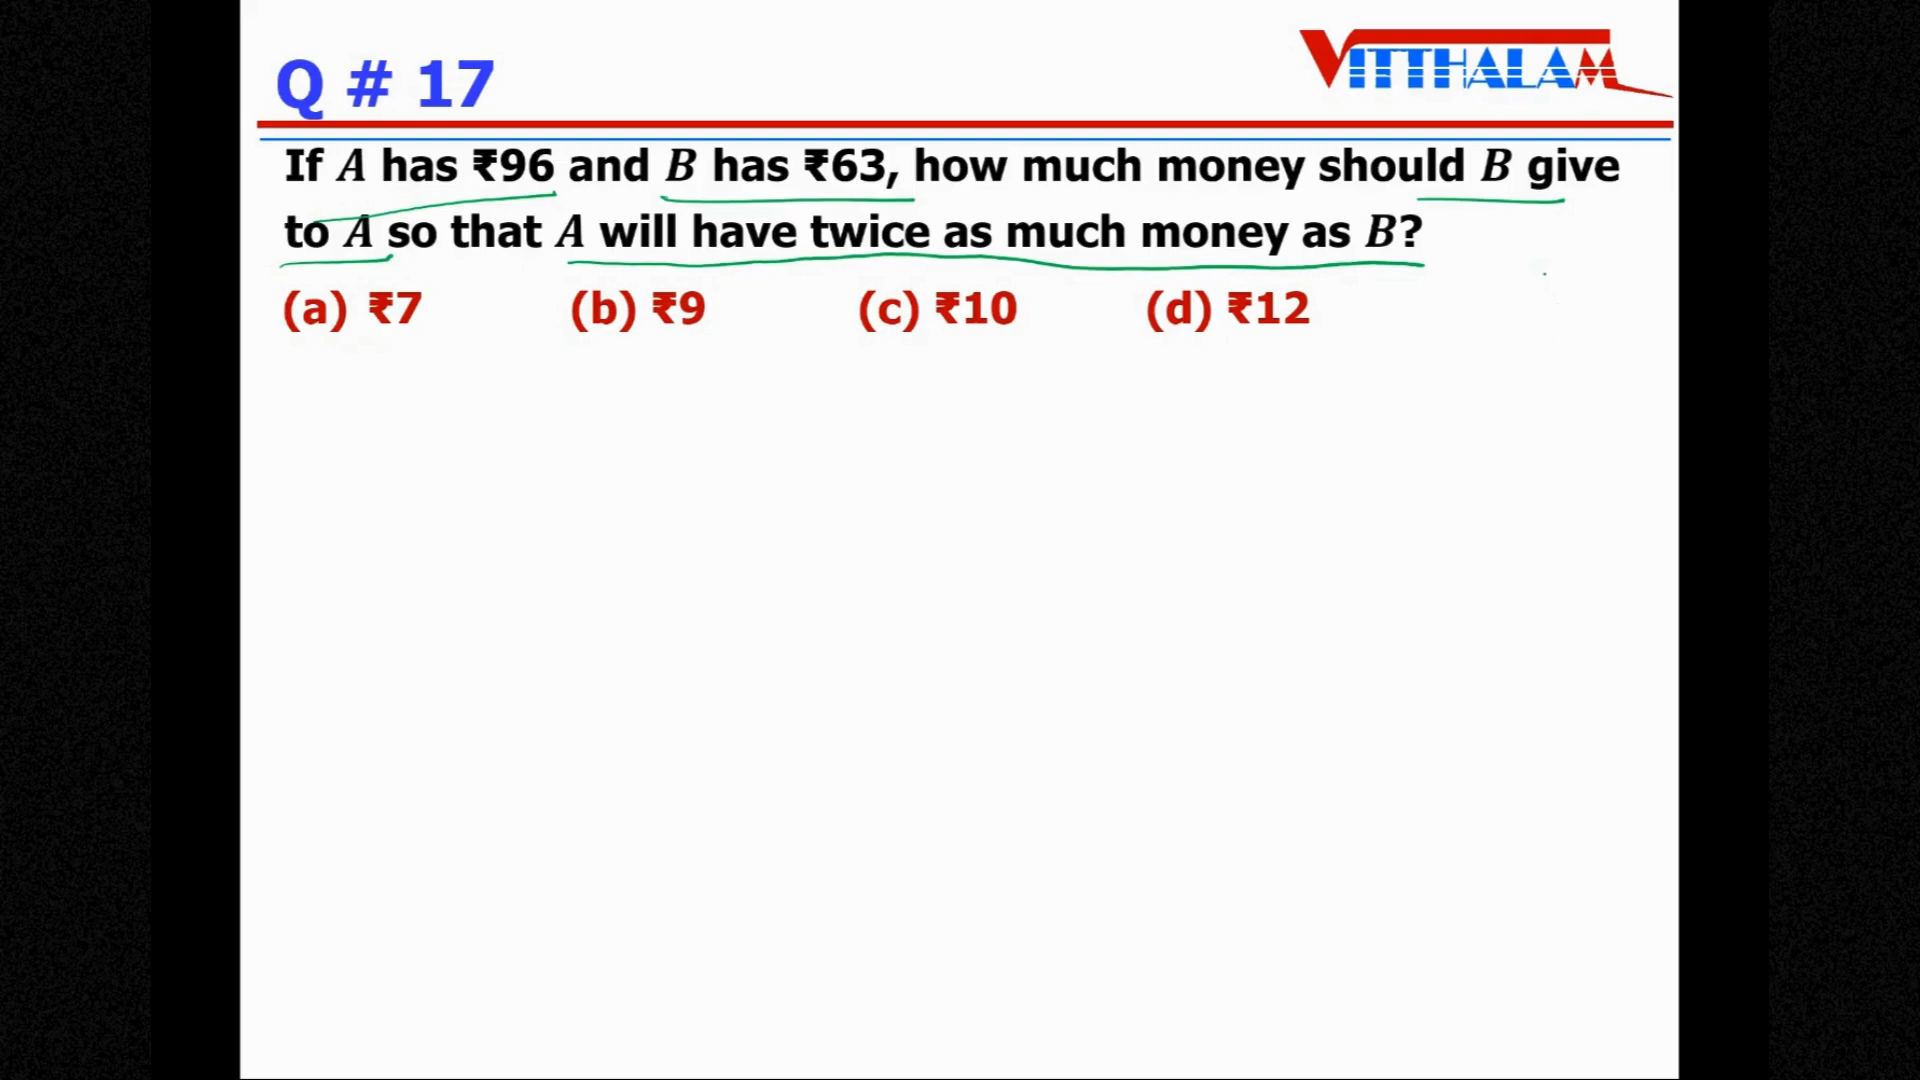 Q # 17
VITTHALAM
If A has ₹96 and B has ₹63, how much money should B give
to A so that A will have twice as much money as B?
(a) ₹7 (b) ₹9 (c) ₹10 (d) ₹12